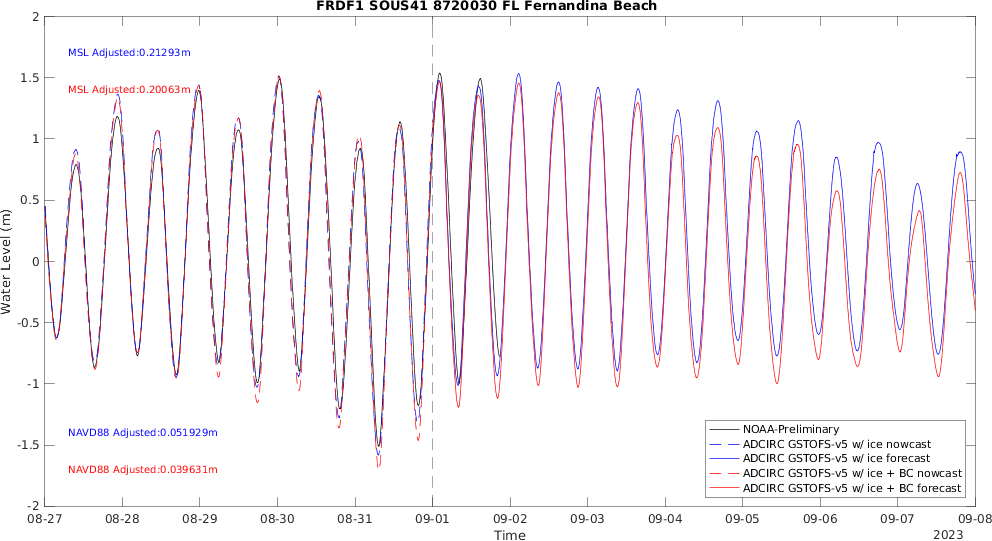 FRDF1 SOUS41 8720030 FL Fernandina Beach
2
1.5
1
0.5
0
-0.5
-1
-1.5
-2
Water Level (m)
MSL Adjusted:0.21293m
MSL Adjusted:0.20063m
NAVD88 Adjusted:0.051929m
NAVD88 Adjusted:0.039631m
NOAA-Preliminary
ADCIRC GSTOFS-v5 w/ ice nowcast
ADCIRC GSTOFS-v5 w/ ice forecast
ADCIRC GSTOFS-v5 w/ ice + BC nowcast
ADCIRC GSTOFS-v5 w/ ice + BC forecast
08-27 08-28 08-29 08-30 08-31 09-01 09-02 09-03 09-04 09-05 09-06 09-07 09-08
Time
2023